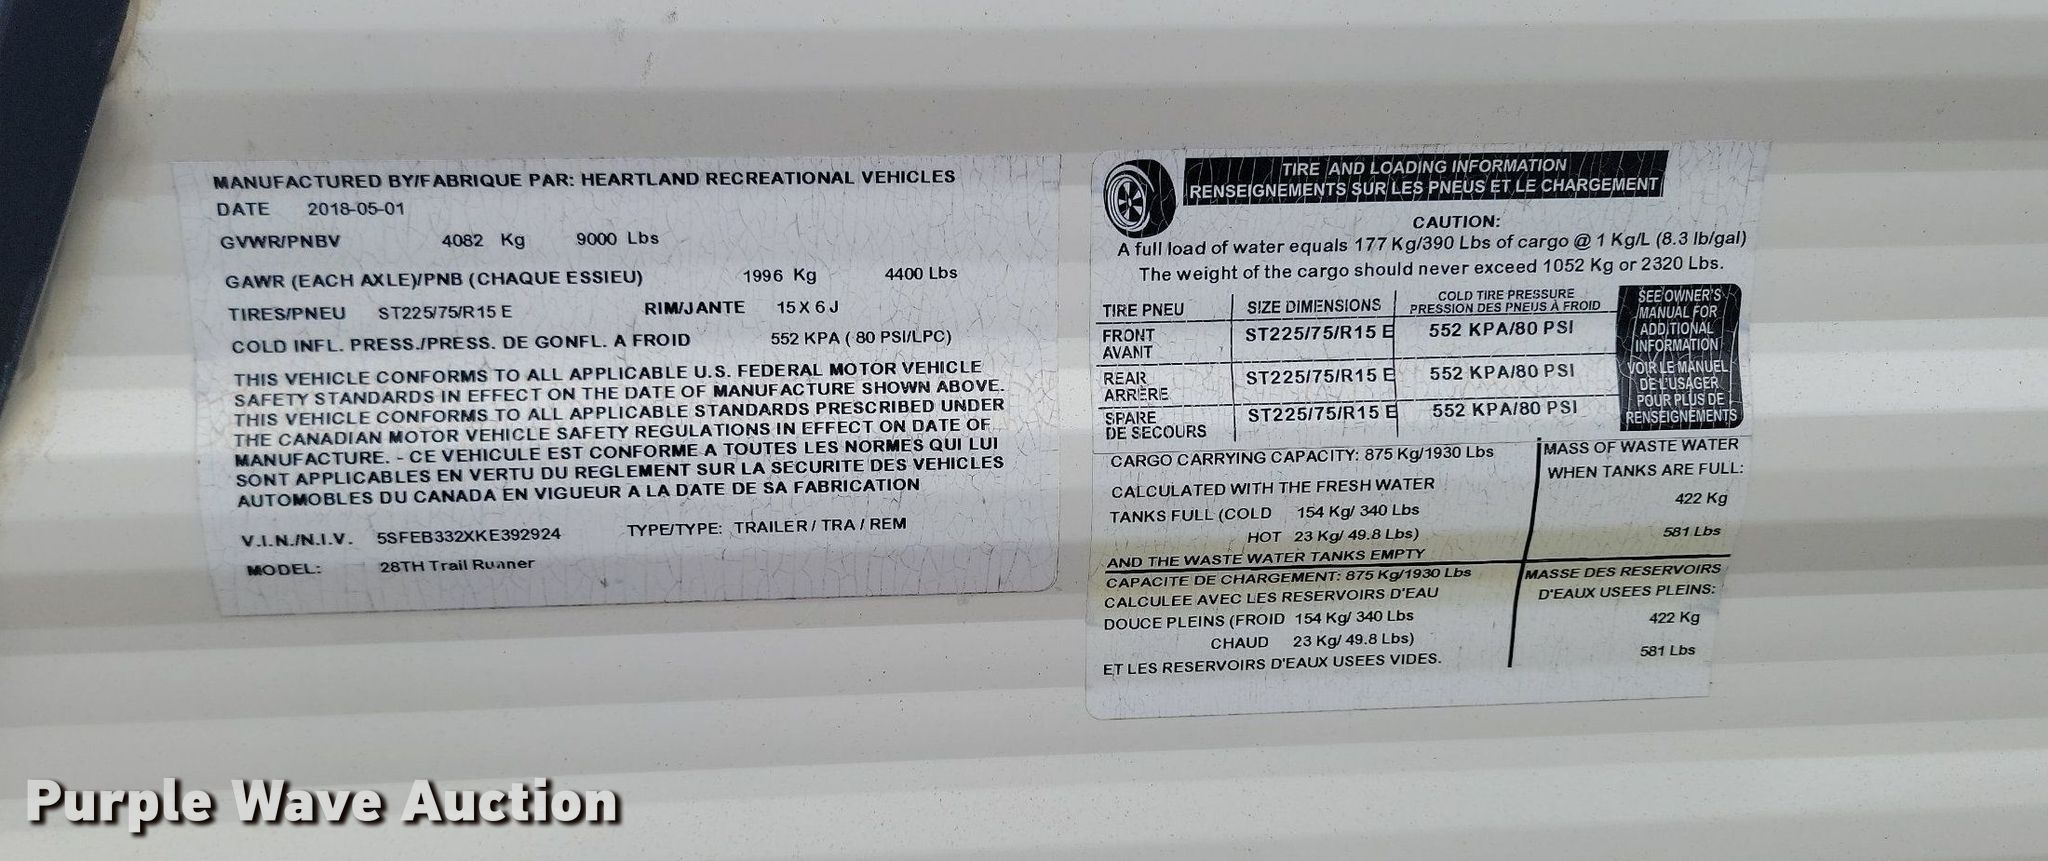 MANUFACTURED BY/FABRIQUE PAR: HEARTLAND RECREATIONAL VEHICLES
DATE 2018-05-01
GVWR/PNBV 4082 Kg 9000 Lbs
GAWR (EACH AXLE)/PNB (CHAQUE ESSIEU) 1996 Kg 4400 Lbs
TIRES/PNEU ST225/75/R15 E RIM/JANTE 15 X 6 J
COLD INFL. PRESS./PRESS. DE GONFL. A FROID 552 KPA ( 80 PSI/LPC)
THIS VEHICLE CONFORMS TO ALL APPLICABLE U.S. FEDERAL MOTOR VEHICLE
SAFETY STANDARDS IN EFFECT ON THE DATE OF MANUFACTURE SHOWN ABOVE.
THIS VEHICLE CONFORMS TO ALL APPLICABLE STANDARDS PRESCRIBED UNDER
THE CANADIAN MOTOR VEHICLE SAFETY REGULATIONS IN EFFECT ON DATE OF
MANUFACTURE. - CE VEHICULE EST CONFORME A TOUTES LES NORMES QUI LUI
SONT APPLICABLES EN VERTU DU REGLEMENT SUR LA SECURITE DES VEHICLES
AUTOMOBLES DU CANADA EN VIGUEUR A LA DATE DE SA FABRICATION
V.I.N./N.I.V. 5SFEB332XKE392924 TYPE/TYPE: TRAILER / TRA / REM
MODEL: 28TH Trail Runner
TIRE AND LOADING INFORMATION
RENSEIGNEMENTS SUR LES PNEUS ET LE CHARGEMENT
CAUTION:
A full load of water equals 177 Kg/390 Lbs of cargo @ 1 Kg/L (8.3 lb/gal)
The weight of the cargo should never exceed 1052 Kg or 2320 Lbs.
TIRE PNEU SIZE DIMENSIONS COLD TIRE PRESSURE
PRESSION DES PNEUS À FROID
FRONT ST225/75/R15 E 552 KPA/80 PSI
AVANT
REAR ST225/75/R15 E 552 KPA/80 PSI
ARRÈRE
SPARE ST225/75/R15 E 552 KPA/80 PSI
DE SECOURS
SEE OWNER'S
MANUAL FOR
ADDITIONAL
INFORMATION
VOIR LE MANUEL
DE L'USAGER
POUR PLUS DE
RENSEIGNEMENTS
CARGO CARRYING CAPACITY: 875 Kg/1930 Lbs
CALCULATED WITH THE FRESH WATER
TANKS FULL (COLD 154 Kg/ 340 Lbs
HOT 23 Kg/ 49.8 Lbs)
AND THE WASTE WATER TANKS EMPTY
MASS OF WASTE WATER
WHEN TANKS ARE FULL:
422 Kg
581 Lbs
CAPACITE DE CHARGEMENT: 875 Kg/1930 Lbs
CALCULEE AVEC LES RESERVOIRS D'EAU
DOUCE PLEINS (FROID 154 Kg/ 340 Lbs
CHAUD 23 Kg/ 49.8 Lbs)
ET LES RESERVOIRS D'EAUX USEES VIDES.
MASSE DES RESERVOIRS
D'EAUX USEES PLEINS:
422 Kg
581 Lbs
Purple Wave Auction